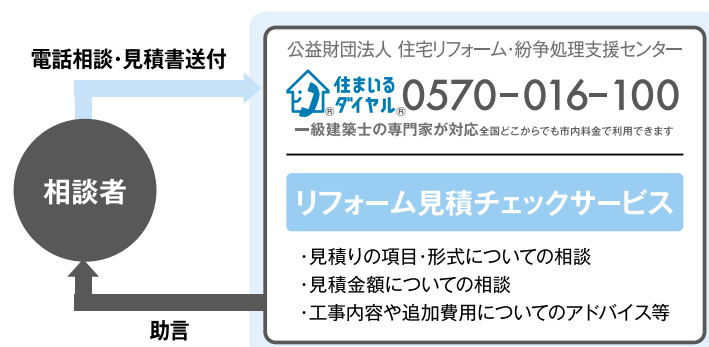 電話相談・見積書送付
相談者
助言
公益財団法人 住宅リフォーム・紛争処理支援センター
住まいる
ダイヤル
® ®
0570-016-100
一級建築士の専門家が対応全国どこからでも市内料金で利用できます
リフォーム見積チェックサービス
・見積りの項目・形式についての相談
・見積金額についての相談
・工事内容や追加費用についてのアドバイス等